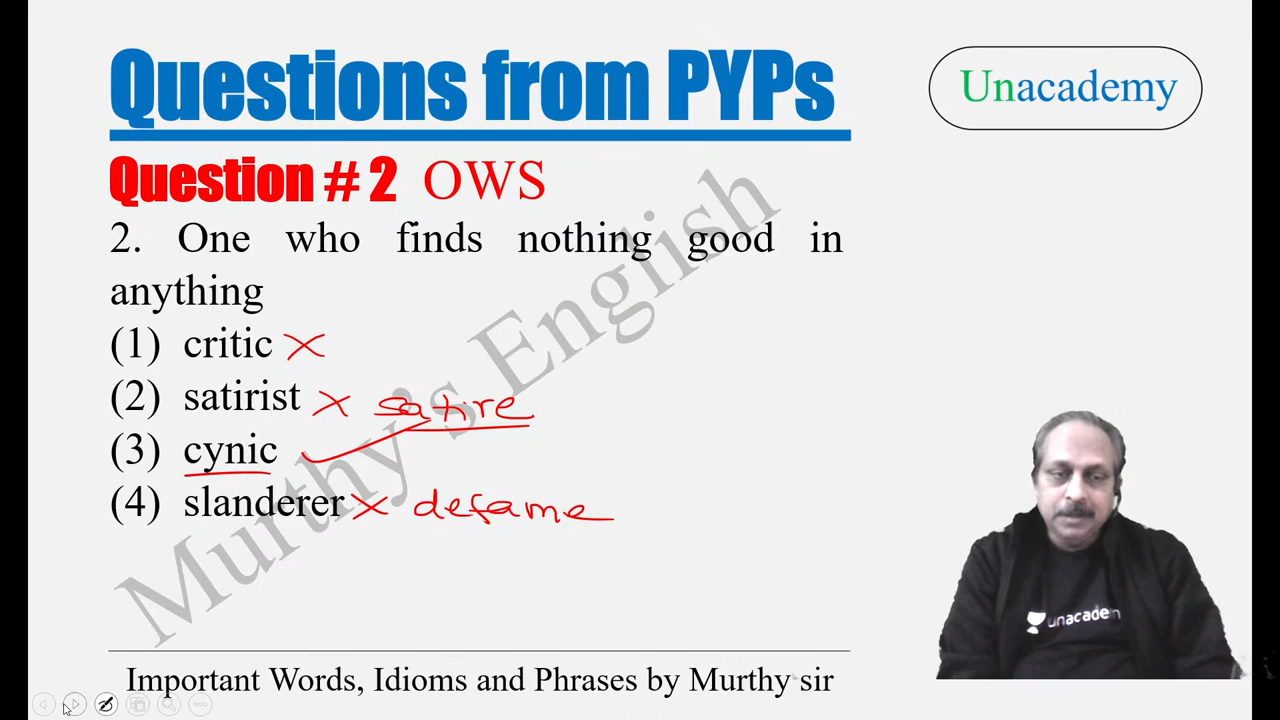 Questions from PYPs
Unacademy
Question # 2 OWS
2. One who finds nothing good in
anything
(1) critic
(2) satirist satire
(3) cynic
(4) slanderer defame
Murthy's English
unacademy
Important Words, Idioms and Phrases by Murthy sir